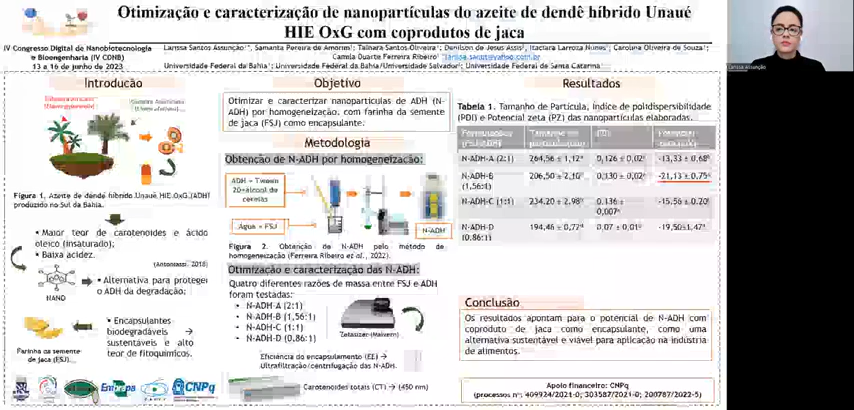 Otimização e caracterização de nanopartículas do azeite de dendê híbrido Unaué
HIE OxG com coprodutos de jaca
IV Congresso Digital de Nanobiotecnologia
e Bioengenharia (IV CDNB)
13 a 16 de junho de 2023
Larissa Santos Assunção; Samanta Pereira de Amorim; Tainara Santos Oliveira; Denilson de Jesus Assis; Itaciara Larroza Nunes; Caroline Oliveira de Souza;
Camila Duarte Ferreira Ribeiro
Universidade Federal da Bahia; Universidade Federal da Bahia/Universidade Salvador; Universidade Federal de Santa Catarina
Introdução
Figura 1. Azeite de dendê híbrido Unaué HIE OxG (ADH)
produzido no Sul da Bahia.
• Maior teor de carotenoides e ácido
oleico (insaturado);
• Baixa acidez.
(Antoniassi, 2018)
NANO
• Alternativa para proteger
o ADH da degradação;
• Encapsulantes
biodegradáveis →
sustentáveis e alto
teor de fitoquímicos.
Farinha da semente
de jaca (FSJ)
Embrapa
CNPq
Objetivo
Otimizar e caracterizar nanopartículas de ADH (N-
ADH) por homogeneização, com farinha da semente
de jaca (FSJ) como encapsulante.
Metodologia
Obtenção de N-ADH por homogeneização:
ADH + Tween
20+álcool de
cereais
Água + FSJ
N-ADH
Figura 2. Obtenção de N-ADH pelo método de
homogeneização (Ferreira Ribeiro et al., 2022).
Otimização e caracterização das N-ADH:
Quatro diferentes razões de massa entre FSJ e ADH
foram testadas:
• N-ADH-A (2:1)
• N-ADH-B (1,56:1)
• N-ADH-C (1:1)
• N-ADH-D (0,86:1)
Zetasizer (Malvern)
Eficiência do encapsulamento (EE) →
Ultrafiltração/centrifugação das N-ADH.
Carotenoides totais (CT) → (450 nm)
Resultados
Tabela 1. Tamanho de Partícula, Índice de polidispersibilidade
(PDI) e Potencial zeta (PZ) das nanopartículas elaboradas.
N-ADH-A (2:1) 264,56 ± 1,12 0,126 ± 0,02 -13,33 ± 0,68
N-ADH-B 206,50 ± 2,10 0,130 ± 0,02 -21,13 ± 0,75
(1,56:1)
N-ADH-C (1:1) 234,20 ± 2,98 0,136 ± -15,56 ± 0,20
0,007
N-ADH-D 194,46 ± 0,77 0,07 ± 0,01 -19,50±1,47
(0,86:1)
Conclusão
Os resultados apontam para o potencial de N-ADH com
coproduto de jaca como encapsulante, como uma
alternativa sustentável e viável para aplicação na indústria
de alimentos.
Apoio financeiro: CNPq
(processos nº: 409924/2021-0; 303587/2021-0; 200787/2022-5)
Larissa Assunção